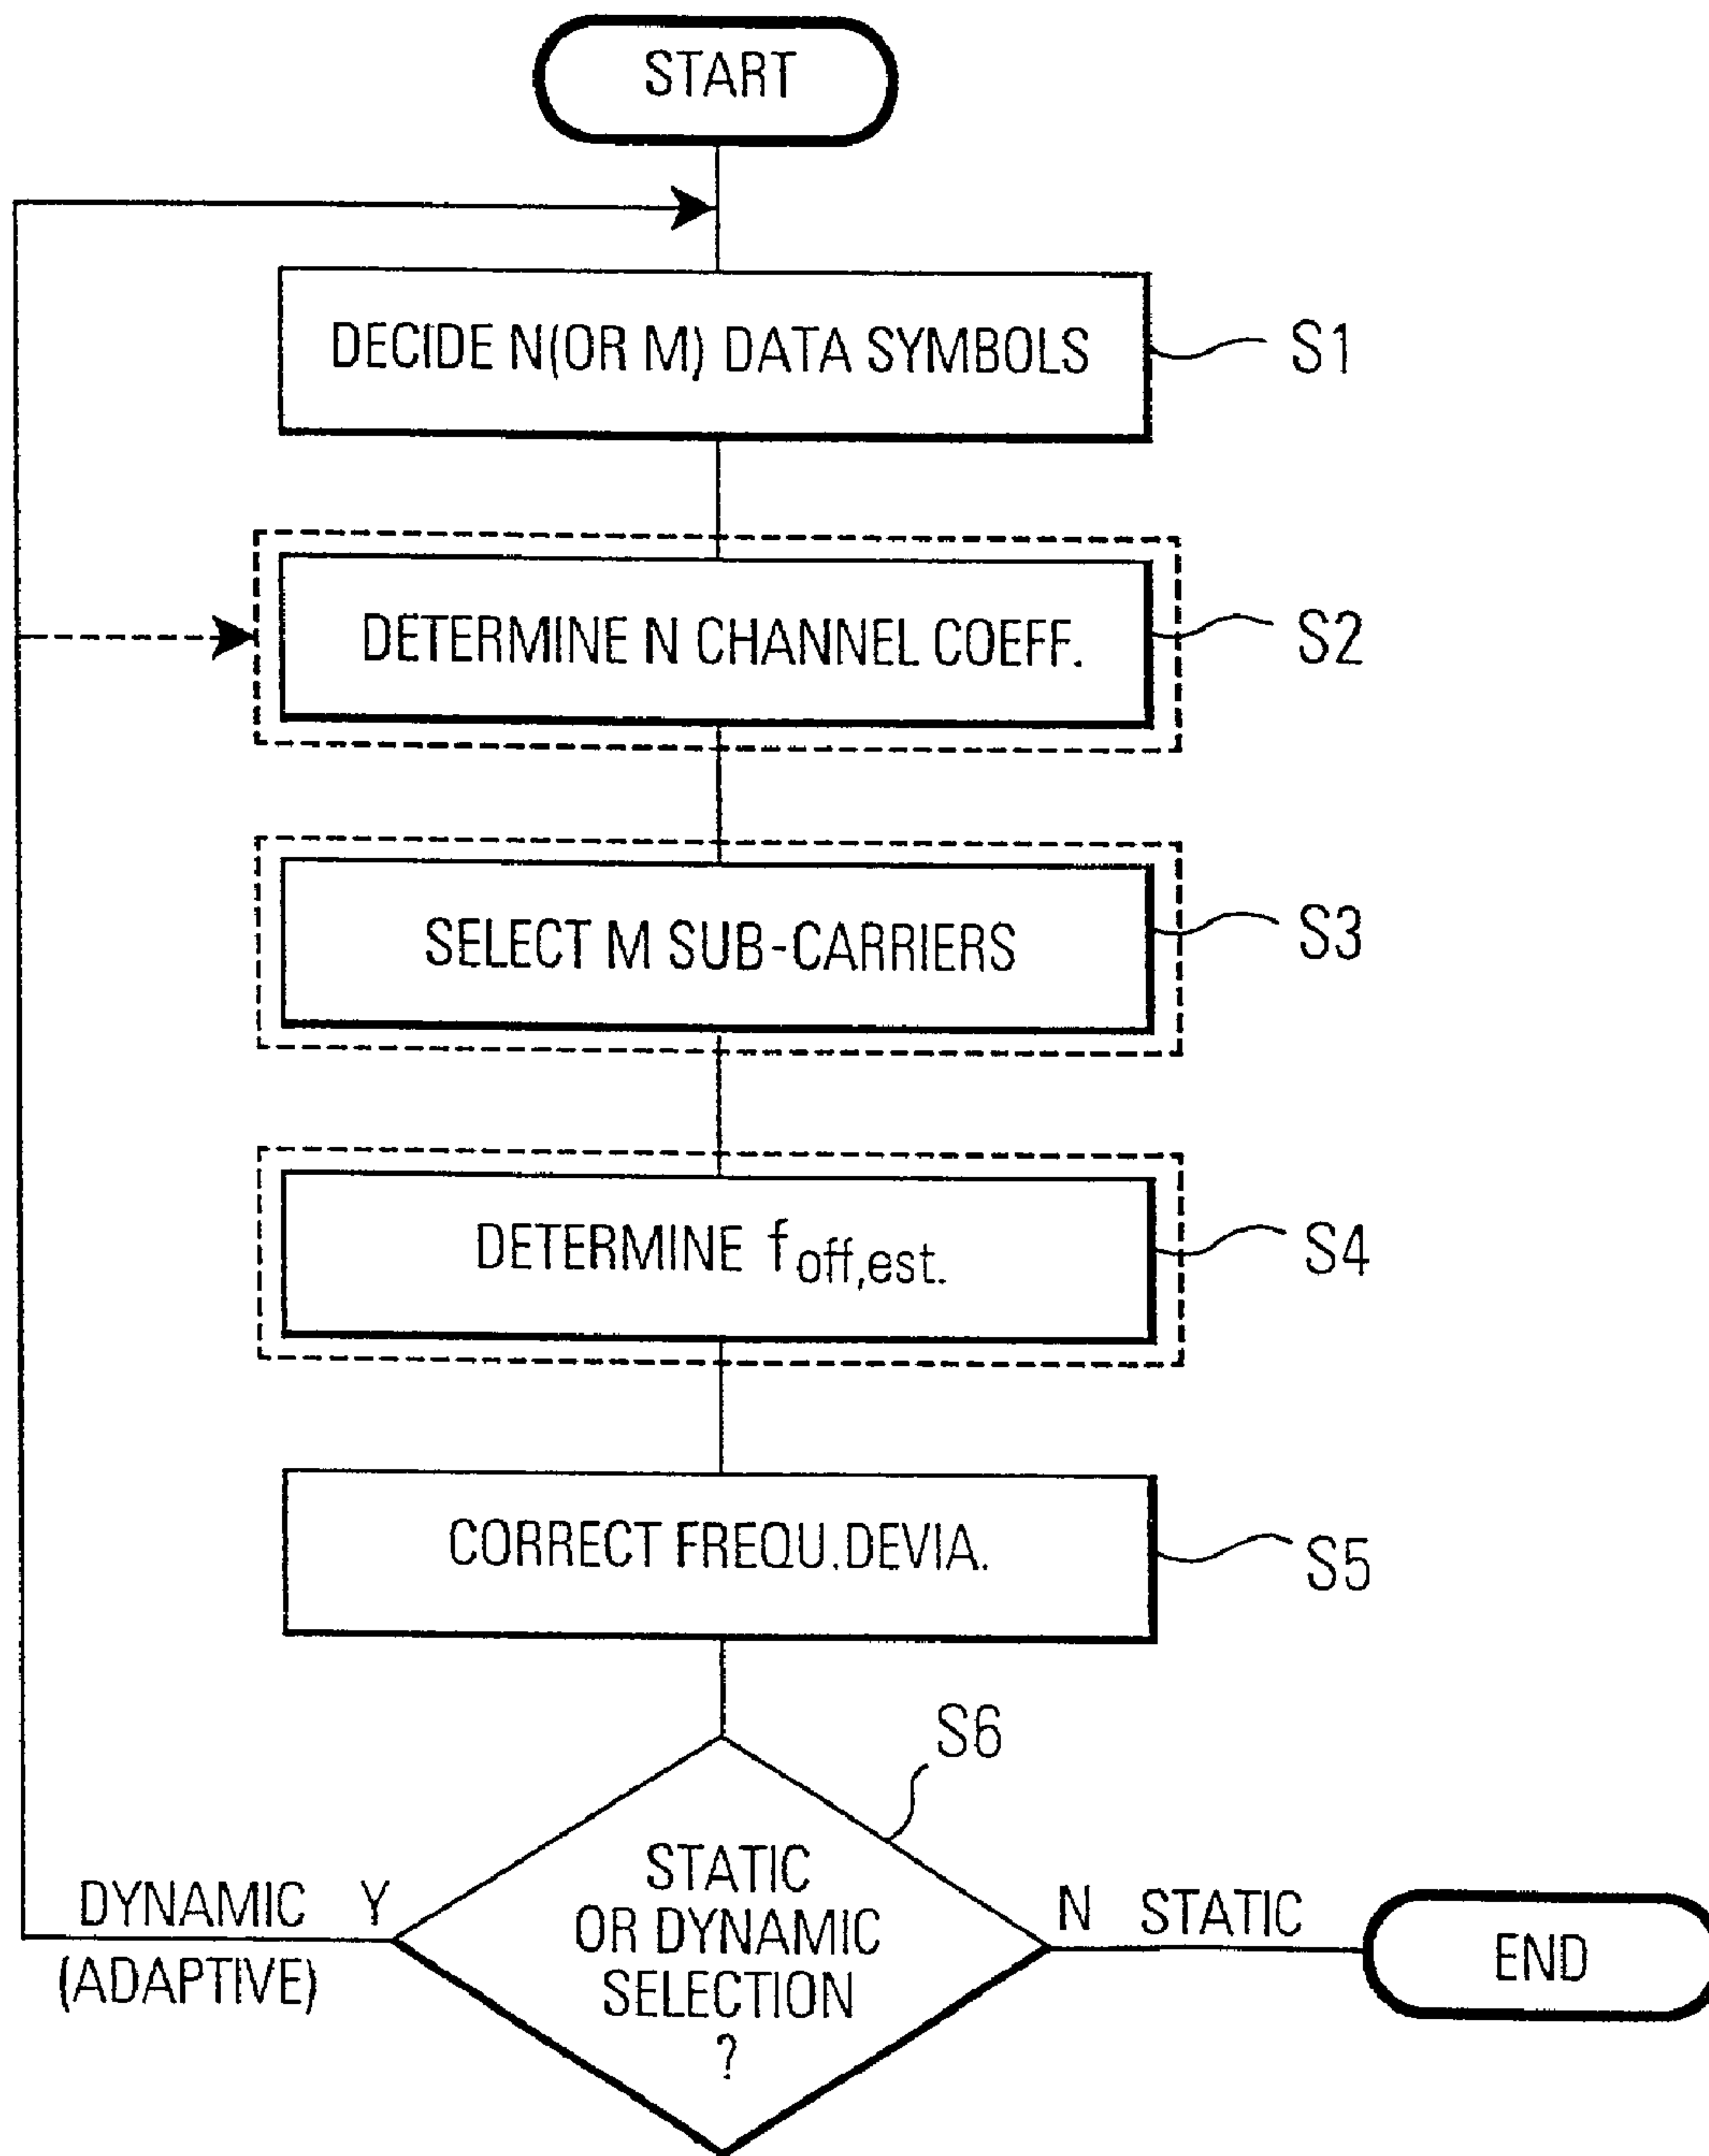 START
DECIDE N(OR M) DATA SYMBOLS
S1
DETERMINE N CHANNEL COEFF.
S2
SELECT M SUB-CARRIERS
S3
DETERMINE foff,est.
S4
CORRECT FREQU.DEVIA.
S5
S6
STATIC
OR DYNAMIC
SELECTION
?
DYNAMIC Y
(ADAPTIVE)
N STATIC
END